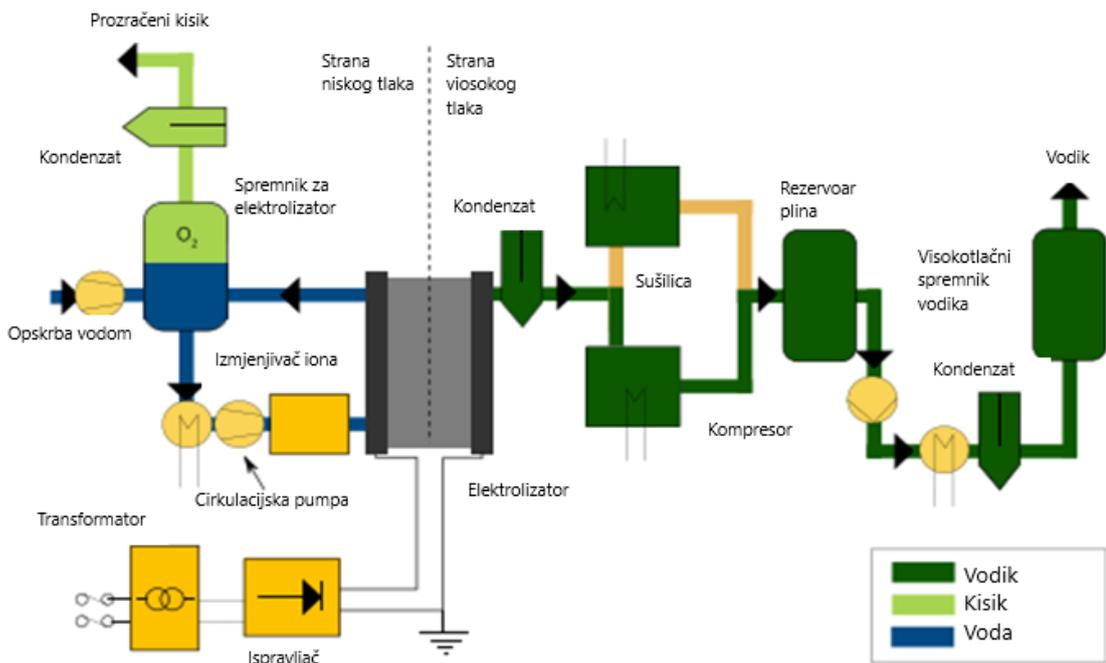 Prozračeni kisik
Strana
niskog tlaka
Strana
viosokog
tlaka
Kondenzat
Spremnik za
elektrolizator
O₂
Kondenzat
Rezervoar
plina
Vodik
Sušilica
Visokotlačni
spremnik
vodika
Opskrba vodom
Izmjenjivač iona
Kondenzat
Kompresor
Cirkulacijska pumpa
Elektrolizator
Transformator
Ispravljač
Vodik
Kisik
Voda